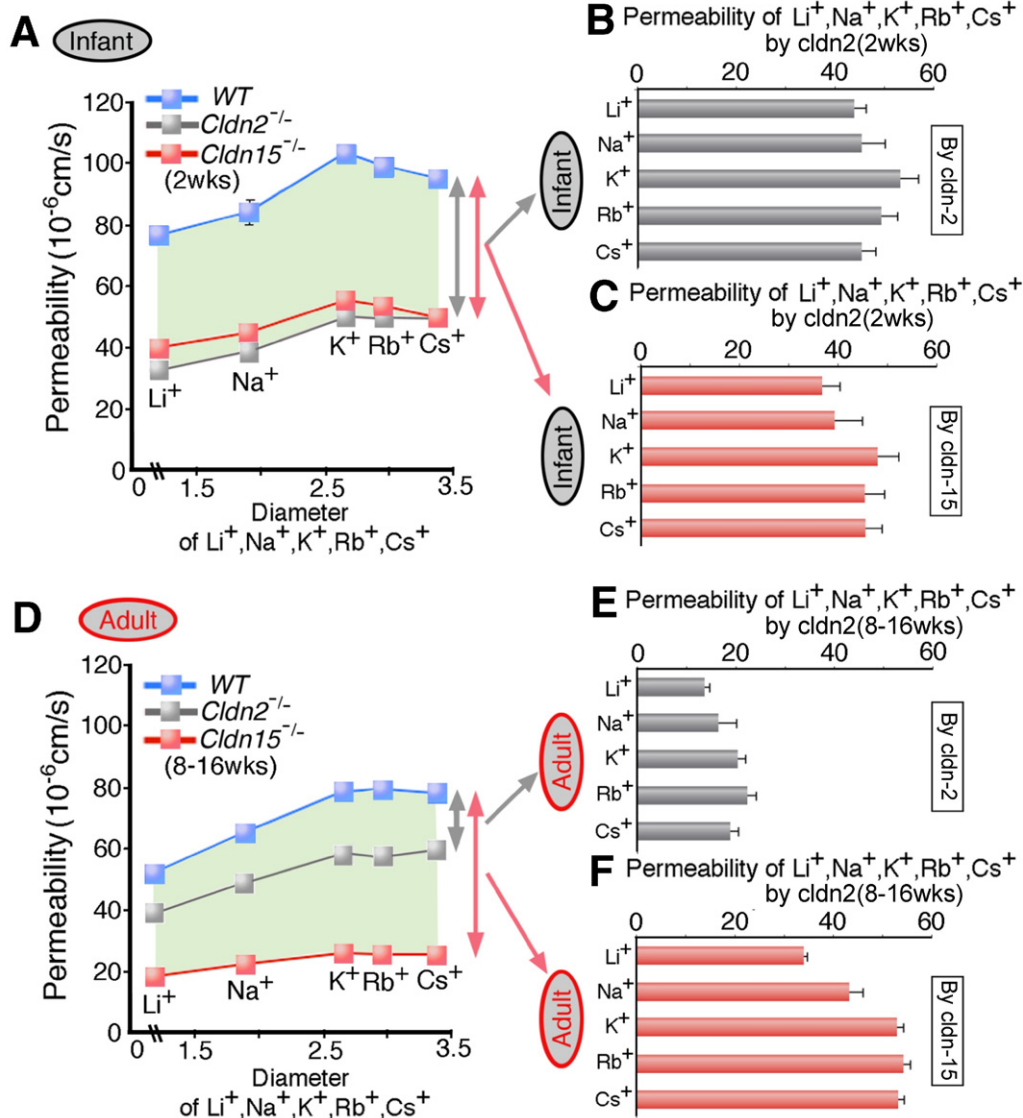 A Infant
WT
Cldn2⁻/⁻
Cldn15⁻/⁻
(2wks)
Permeability (10⁻⁶cm/s)
120
100
80
60
40
20
0
Li⁺
Na⁺
K⁺ Rb⁺ Cs⁺
0 1.5 2.5 3.5
Diameter
of Li⁺,Na⁺,K⁺,Rb⁺,Cs⁺
Infant
Infant
B Permeability of Li⁺,Na⁺,K⁺,Rb⁺,Cs⁺
by cldn2(2wks)
0 20 40 60
Li⁺
Na⁺
K⁺
Rb⁺
Cs⁺
By cldn-2
C Permeability of Li⁺,Na⁺,K⁺,Rb⁺,Cs⁺
by cldn2(2wks)
0 20 40 60
Li⁺
Na⁺
K⁺
Rb⁺
Cs⁺
By cldn-15
D Adult
WT
Cldn2⁻/⁻
Cldn15⁻/⁻
(8-16wks)
Permeability (10⁻⁶cm/s)
120
100
80
60
40
20
0
Li⁺
Na⁺
K⁺ Rb⁺ Cs⁺
0 1.5 2.5 3.5
Diameter
of Li⁺,Na⁺,K⁺,Rb⁺,Cs⁺
Adult
Adult
E Permeability of Li⁺,Na⁺,K⁺,Rb⁺,Cs⁺
by cldn2(8-16wks)
0 20 40 60
Li⁺
Na⁺
K⁺
Rb⁺
Cs⁺
By cldn-2
F Permeability of Li⁺,Na⁺,K⁺,Rb⁺,Cs⁺
by cldn2(8-16wks)
0 20 40 60
Li⁺
Na⁺
K⁺
Rb⁺
Cs⁺
By cldn-15